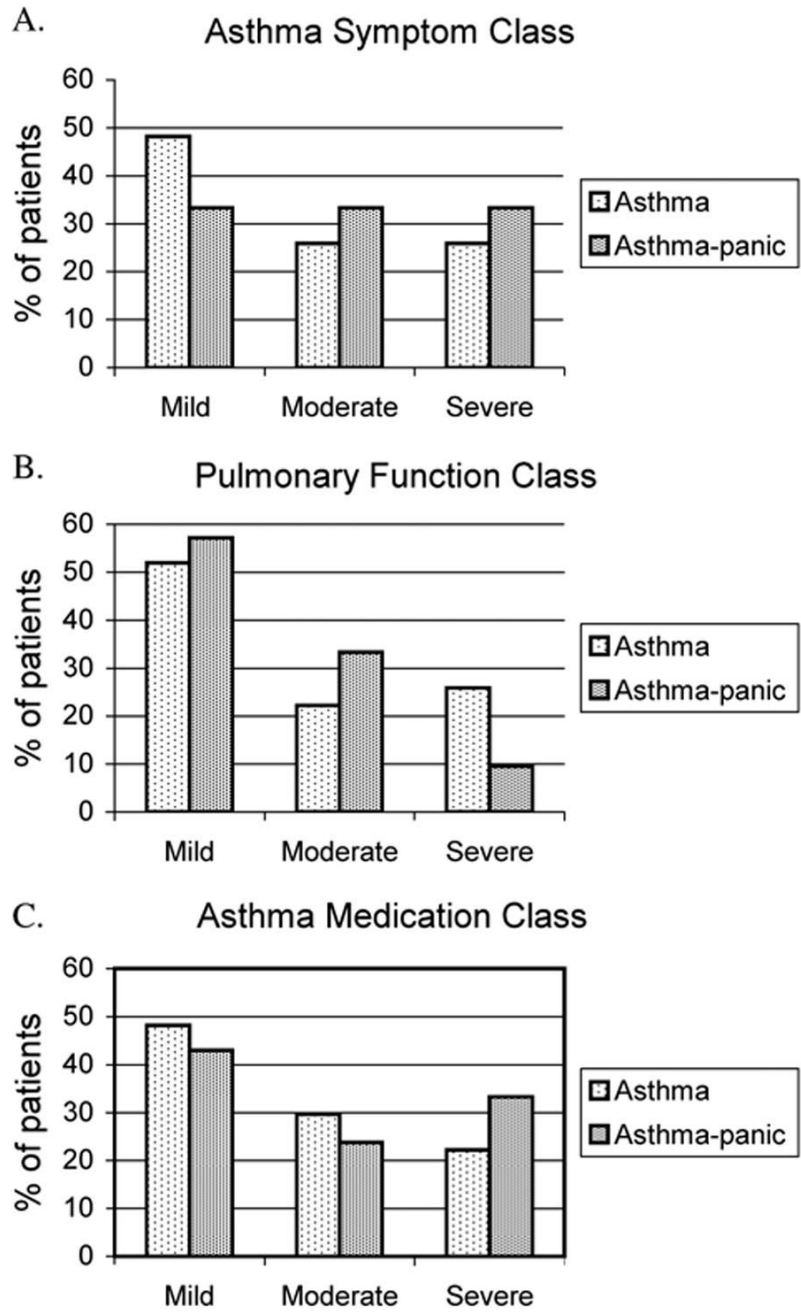 A.
Asthma Symptom Class
% of patients
60
50
40
30
20
10
0
Mild Moderate Severe
Asthma
Asthma-panic
B.
Pulmonary Function Class
% of patients
60
50
40
30
20
10
0
Mild Moderate Severe
Asthma
Asthma-panic
C.
Asthma Medication Class
% of patients
60
50
40
30
20
10
0
Mild Moderate Severe
Asthma
Asthma-panic